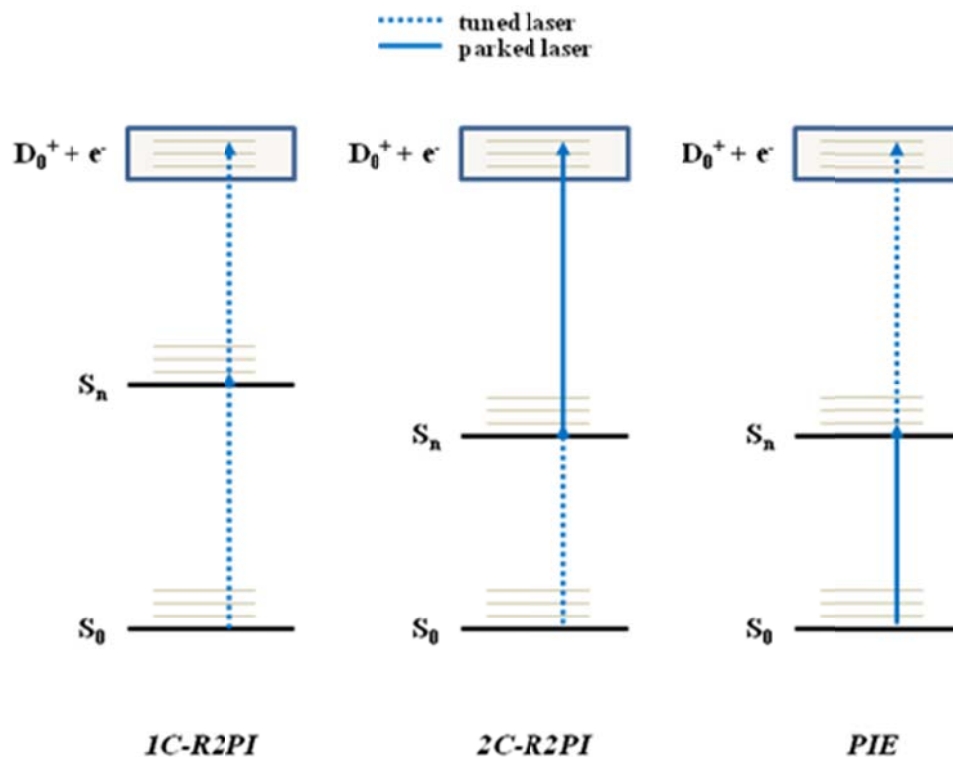 tuned laser
parked laser
D₀⁺ + e⁻ D₀⁺ + e⁻ D₀⁺ + e⁻
Sₙ
Sₙ Sₙ
S₀ S₀ S₀
1C-R2PI 2C-R2PI PIE